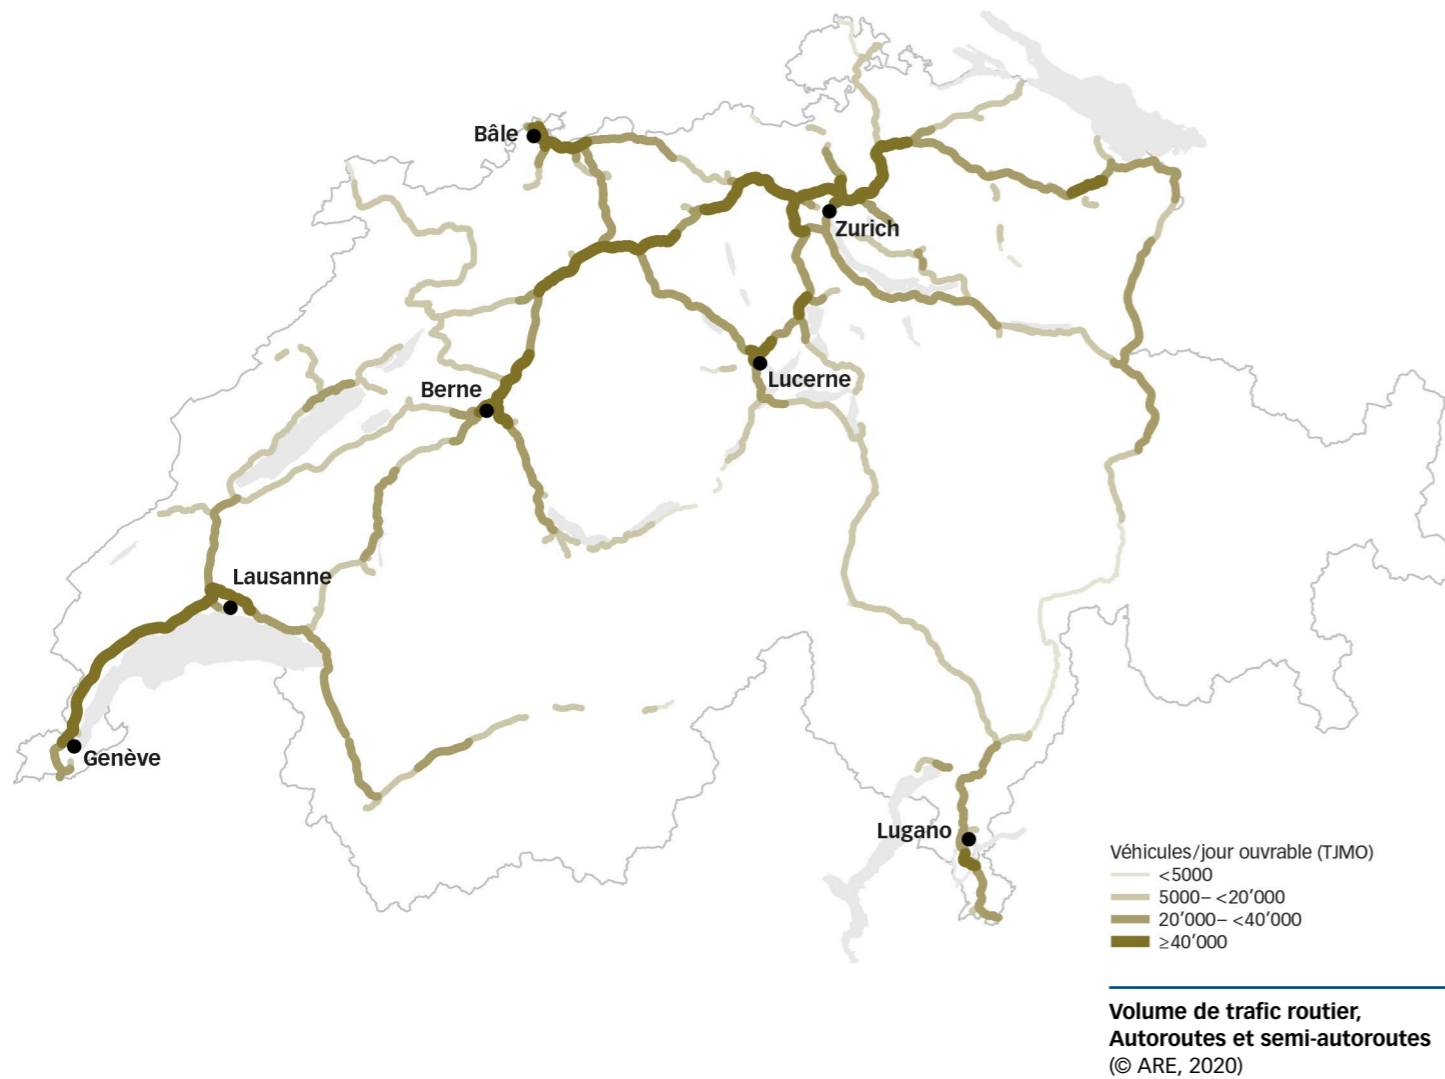 Bâle
Zurich
Berne
Lucerne
Lausanne
Genève
Lugano
Véhicules/jour ouvrable (TJMO)
<5000
5000– <20’000
20’000– <40’000
≥40’000
Volume de trafic routier,
Autoroutes et semi-autoroutes
(© ARE, 2020)